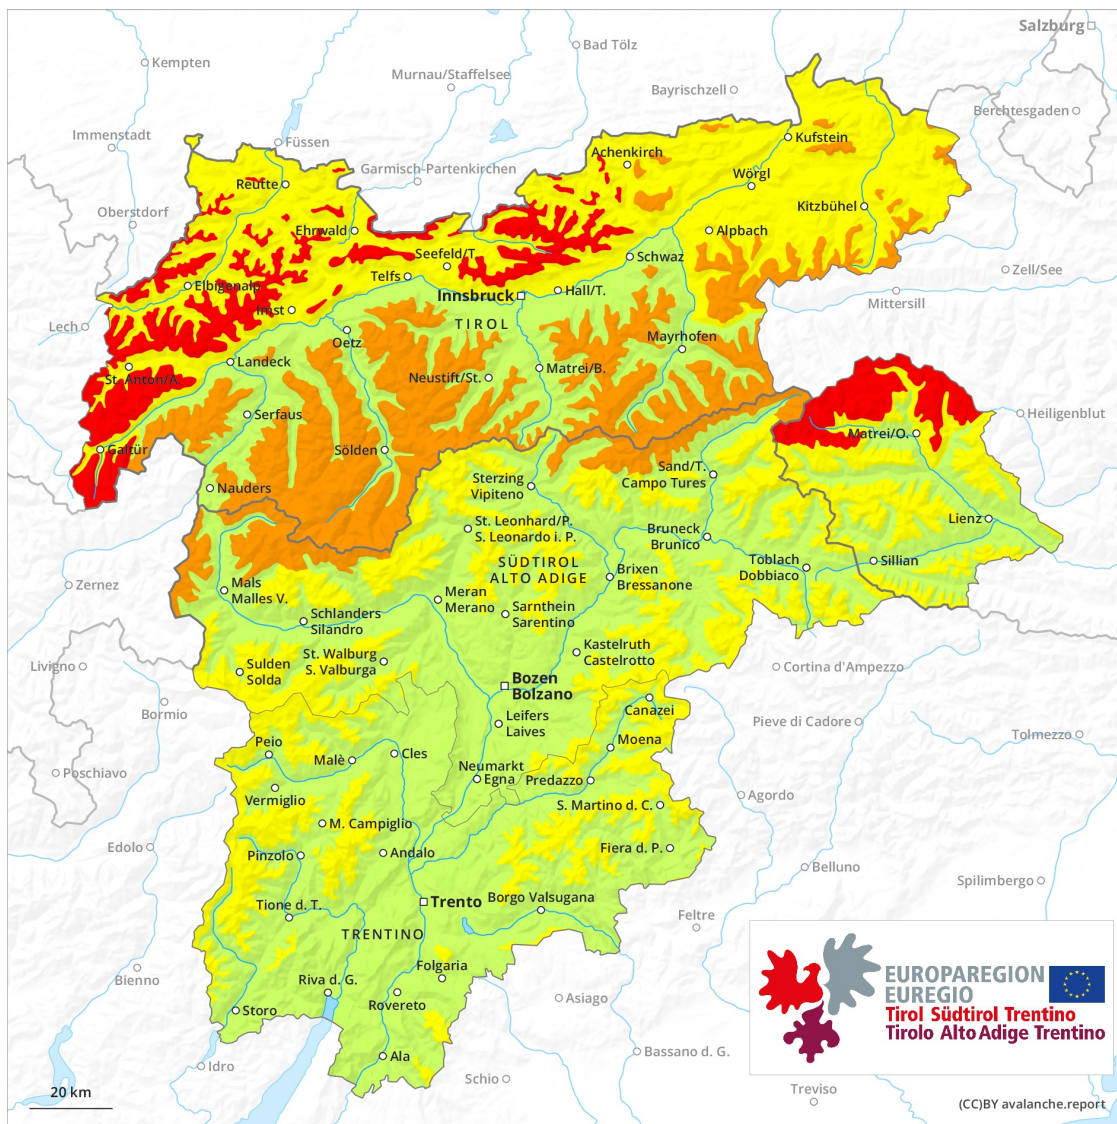 Salzburg
Kempten
Bad Tölz
Murnau/Staffelsee
Bayrischzell
Berchtesgaden
Immenstadt
Füssen
Kufstein
Achenkirch
Garmisch-Partenkirchen
Reutte
Wörgl
Oberstdorf
Kitzbühel
Ehrwald
Alpbach
Seefeld/T.
Schwaz
Zell/See
Telfs
Elbigenalp
Innsbruck
Hall/T.
Mittersill
Imst
Lech
TIROL
Oetz
Mayrhofen
Landeck
Matrei/B.
St. Anton/A.
Neustift/St.
Serfaus
Heiligenblut
Matrei/O.
Galtür
Sölden
Sand/T.
Campo Tures
Sterzing
Vipiteno
Nauders
Lienz
St. Leonhard/P.
S. Leonardo i. P.
Bruneck
Brunico
SÜDTIROL
ALTO ADIGE
Toblach
Dobbiaco
Sillian
Brixen
Bressanone
Zernez
Mals
Malles V.
Meran
Merano
Sarnthein
Sarentino
Schlanders
Silandro
Kastelruth
Castelrotto
St. Walburg
S. Valburga
Livigno
Sulden
Solda
Cortina d'Ampezzo
Bozen
Bolzano
Bormio
Canazei
Leifers
Laives
Pieve di Cadore
Tolmezzo
Peio
Moena
Cles
Malè
Poschiavo
Neumarkt
Egna
Predazzo
Vermiglio
Agordo
S. Martino d. C.
M. Campiglio
Edolo
Pinzolo
Andalo
Fiera d. P.
Belluno
Spilimbergo
Trento
Borgo Valsugana
Tione d. T.
Feltre
TRENTINO
Folgaria
Bienno
Riva d. G.
Rovereto
Asiago
Storo
Ala
Bassano d. G.
Idro
Schio
Treviso
EUROPAREGION
EUREGIO
Tirol Südtirol Trentino
Tirolo Alto Adige Trentino
20 km
(CC)BY avalanche.report